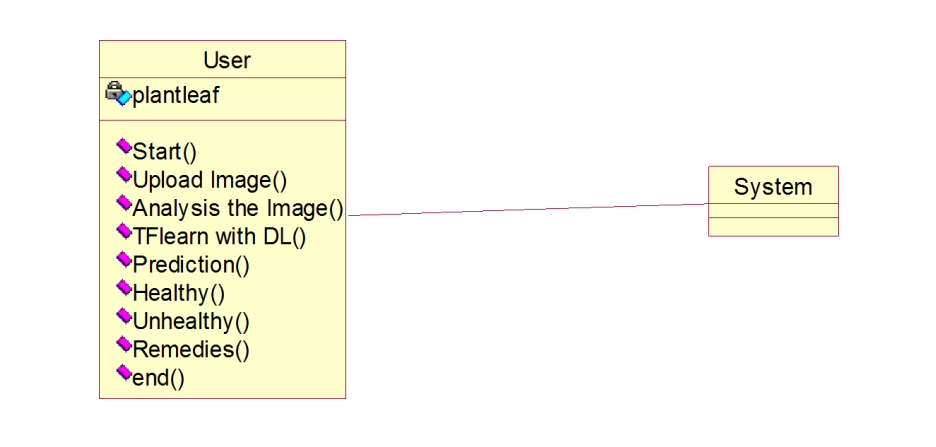 User
plantleaf
Start()
Upload Image()
Analysis the Image()
TFlearn with DL()
Prediction()
Healthy()
Unhealthy()
Remedies()
end()
System